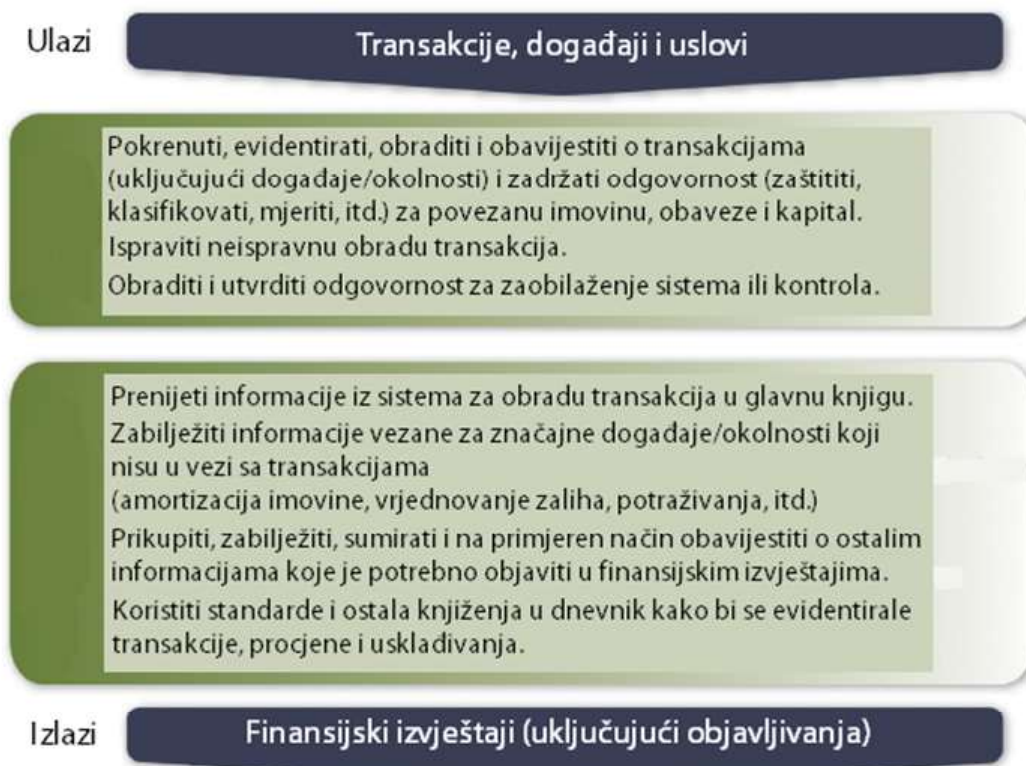 Ulazi
Transakcije, događaji i uslovi
Pokrenuti, evidentirati, obraditi i obavijestiti o transakcijama
(uključujući događaje/okolnosti) i zadržati odgovornost (zaštititi,
klasifikovati, mjeriti, itd.) za povezanu imovinu, obaveze i kapital.
Ispraviti neispravnu obradu transakcija.
Obraditi i utvrditi odgovornost za zaobilaženje sistema ili kontrola.
Prenijeti informacije iz sistema za obradu transakcija u glavnu knjigu.
Zabilježiti informacije vezane za značajne događaje/okolnosti koji
nisu u vezi sa transakcijama
(amortizacija imovine, vrjednovanje zaliha, potraživanja, itd.)
Prikupiti, zabilježiti, sumirati i na primjeren način obavijestiti o ostalim
informacijama koje je potrebno objaviti u finansijskim izvještajima.
Koristiti standarde i ostala knjiženja u dnevnik kako bi se evidentirale
transakcije, procjene i usklađivanja.
Izlazi
Finansijski izvještaji (uključujući objavljivanja)